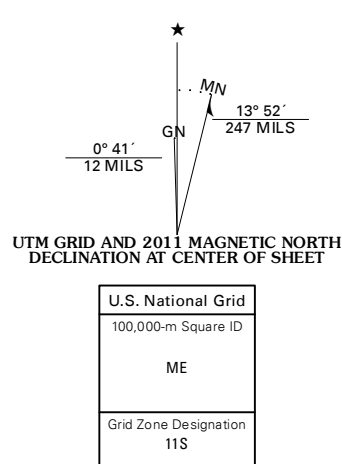 ★
MN
GN
13° 52´
247 MILS
0° 41´
12 MILS
UTM GRID AND 2011 MAGNETIC NORTH
DECLINATION AT CENTER OF SHEET
U.S. National Grid
100,000-m Square ID
ME
Grid Zone Designation
11S